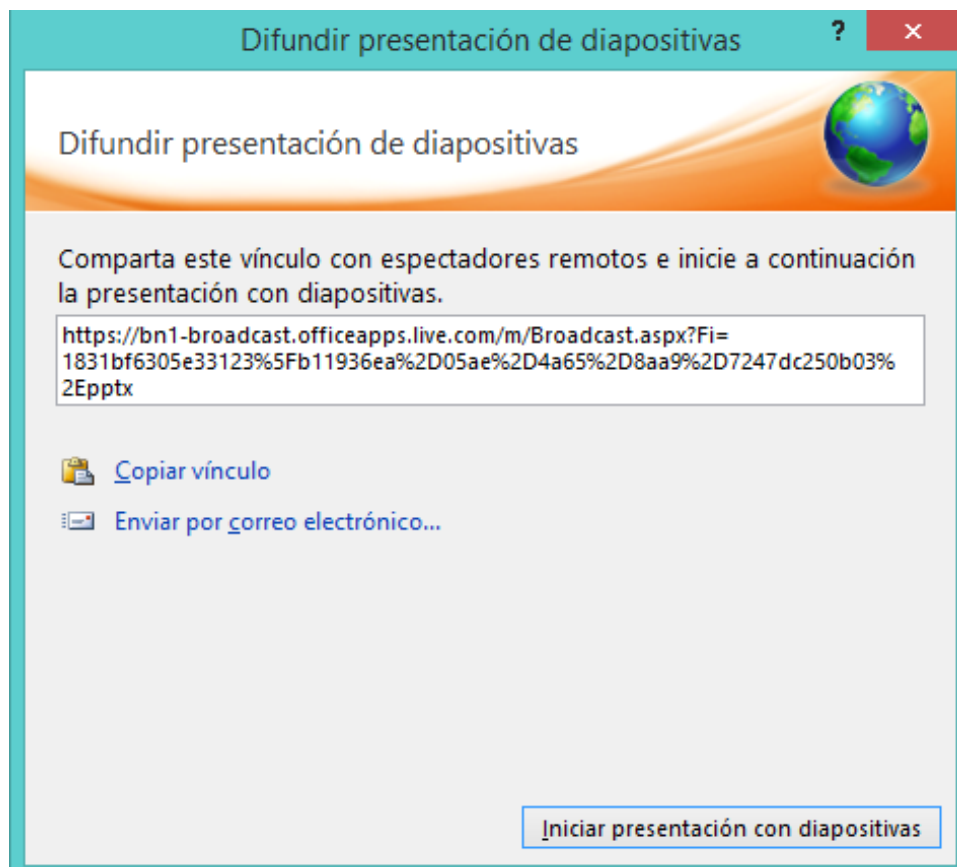 Difundir presentación de diapositivas
?
×
Difundir presentación de diapositivas
Comparta este vínculo con espectadores remotos e inicie a continuación
la presentación con diapositivas.
https://bn1-broadcast.officeapps.live.com/m/Broadcast.aspx?Fi=
1831bf6305e33123%5Fb11936ea%2D05ae%2D4a65%2D8aa9%2D7247dc250b03%
2Epptx
Copiar vínculo
Enviar por correo electrónico...
Iniciar presentación con diapositivas